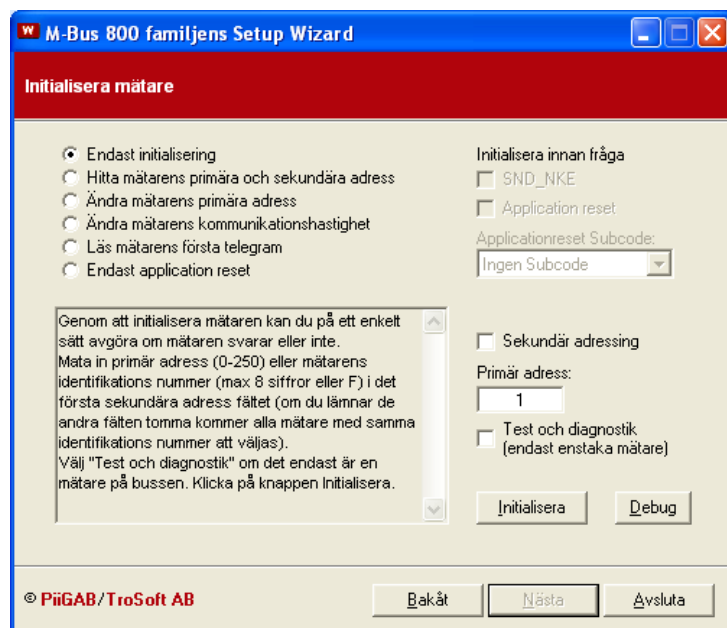 M-Bus 800 familjens Setup Wizard
Initialisera mätare
Endast initialisering
Hitta mätarens primära och sekundära adress
Ändra mätarens primära adress
Ändra mätarens kommunikationshastighet
Läs mätarens första telegram
Endast application reset
Initialisera innan fråga
SND_NKE
Application reset
Applicationreset Subcode:
Ingen Subcode
Genom att initialisera mätaren kan du på ett enkelt
sätt avgöra om mätaren svarar eller inte.
Mata in primär adress (0-250) eller mätarens
identifikations nummer (max 8 siffror eller F) i det
första sekundära adress fältet (om du lämnar de
andra fälten tomma kommer alla mätare med samma
identifikations nummer att väljas).
Välj "Test och diagnostik" om det endast är en
mätare på bussen. Klicka på knappen Initialisera.
Sekundär adressing
Primär adress:
1
Test och diagnostik
(endast enstaka mätare)
Initialisera
Debug
© PiiGAB/TroSoft AB
Bakåt
Nästa
Avsluta